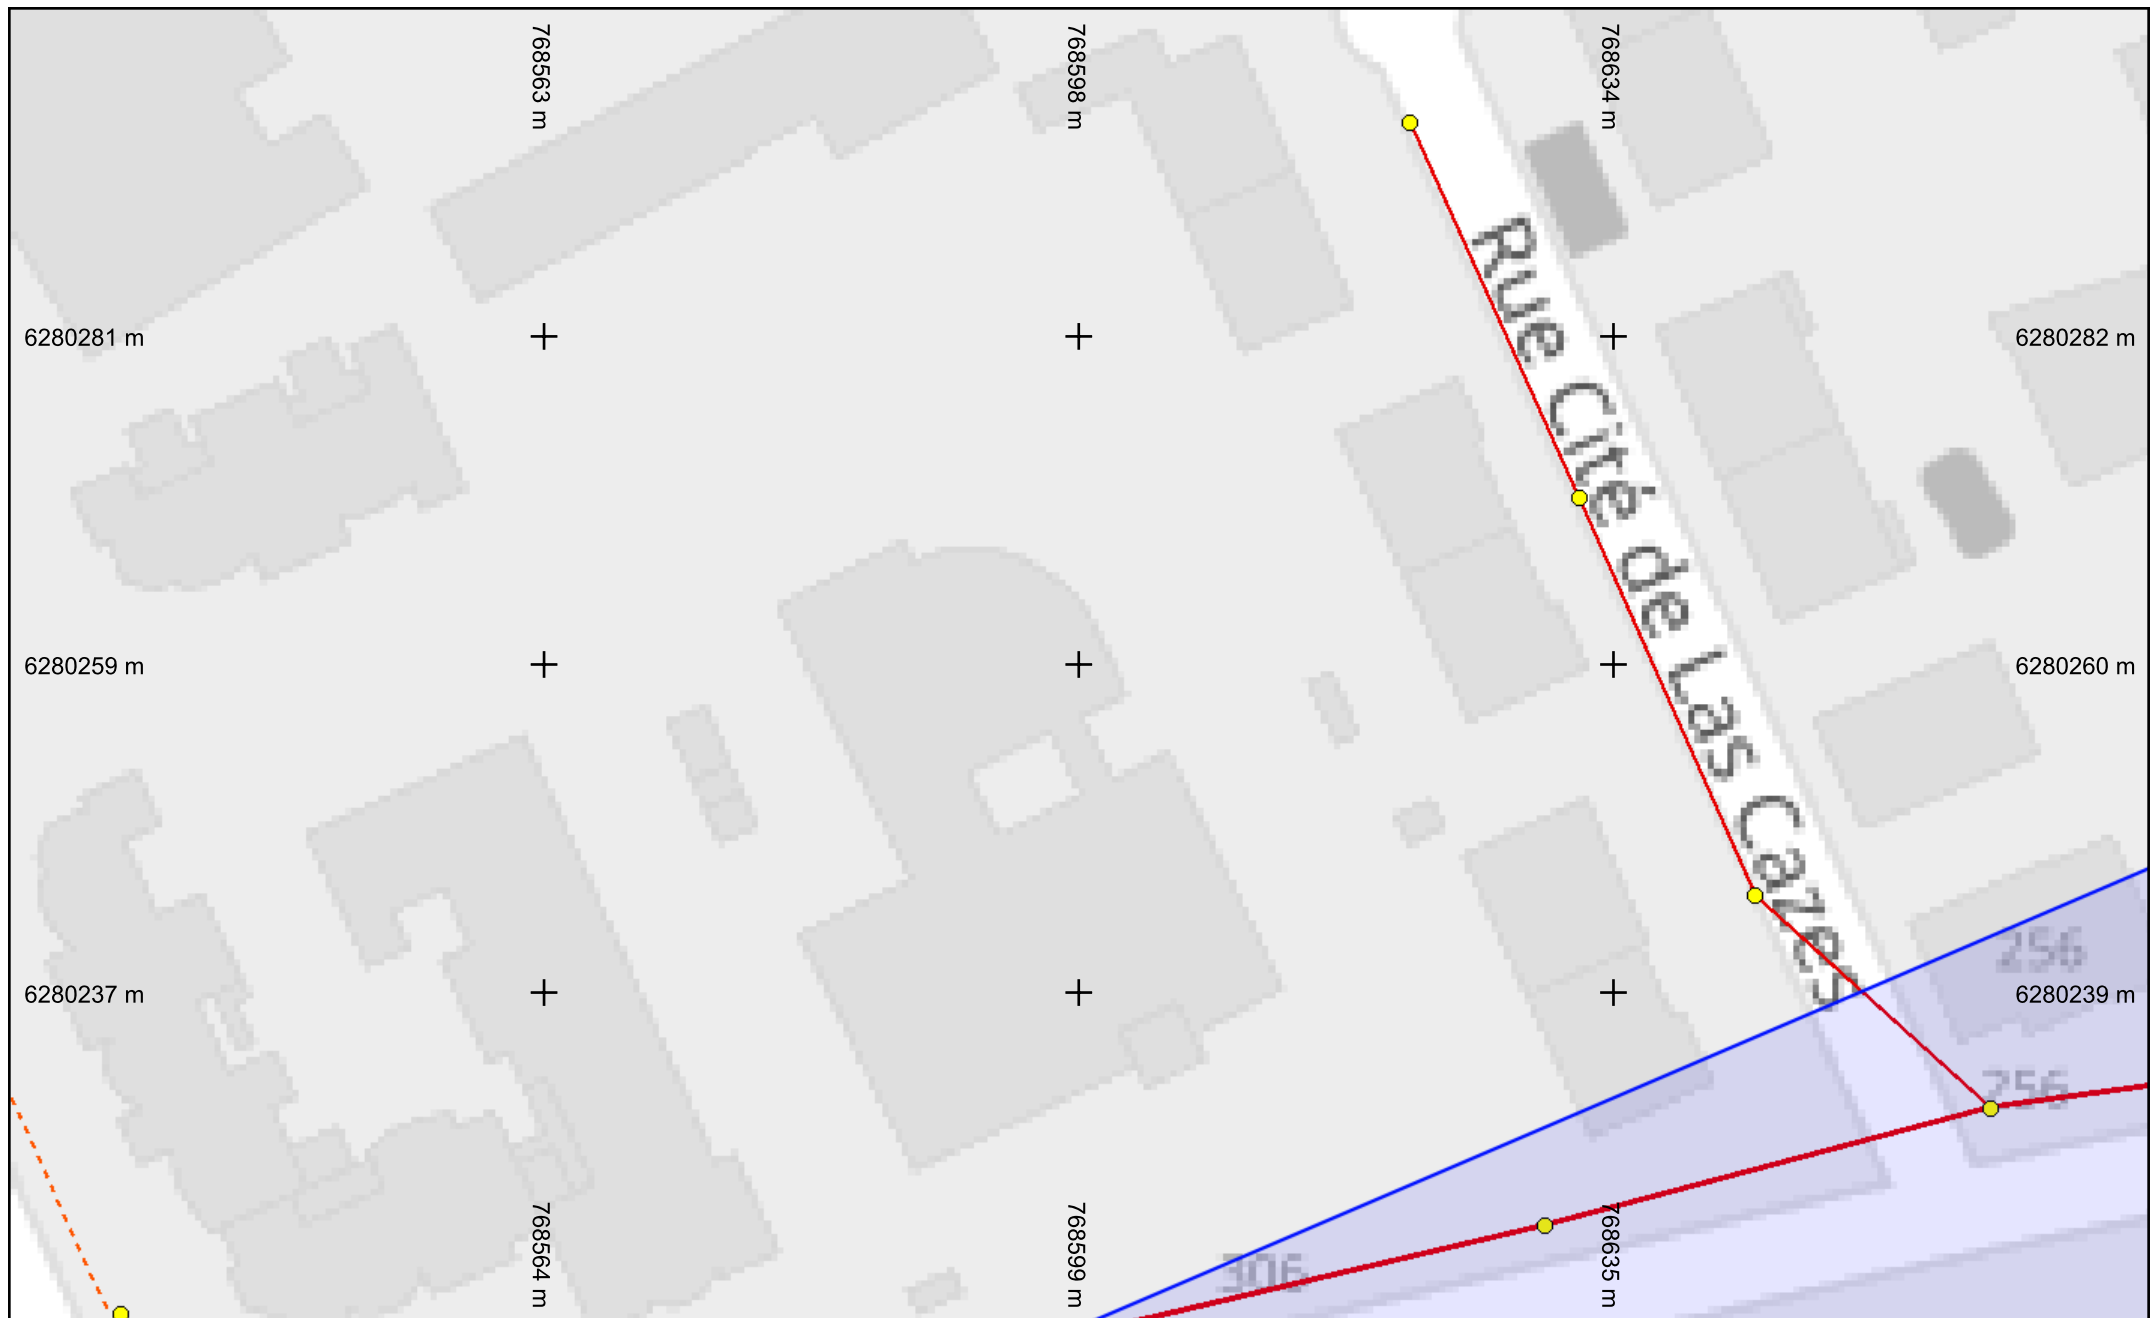 768563 m
768598 m
768634 m
Rue Cité de Las Cazes
6280281 m
6280282 m
6280259 m
6280260 m
256
6280237 m
6280239 m
256
768564 m
768599 m
768635 m
306